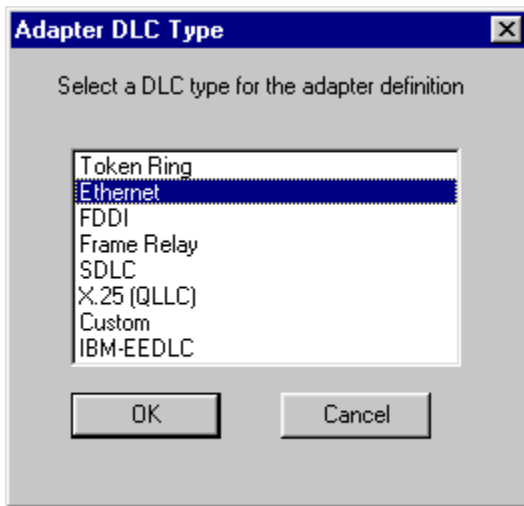 Adapter DLC Type
Select a DLC type for the adapter definition
Token Ring
Ethernet
FDDI
Frame Relay
SDLC
X.25 (QLLC)
Custom
IBM-EEDLC
OK Cancel